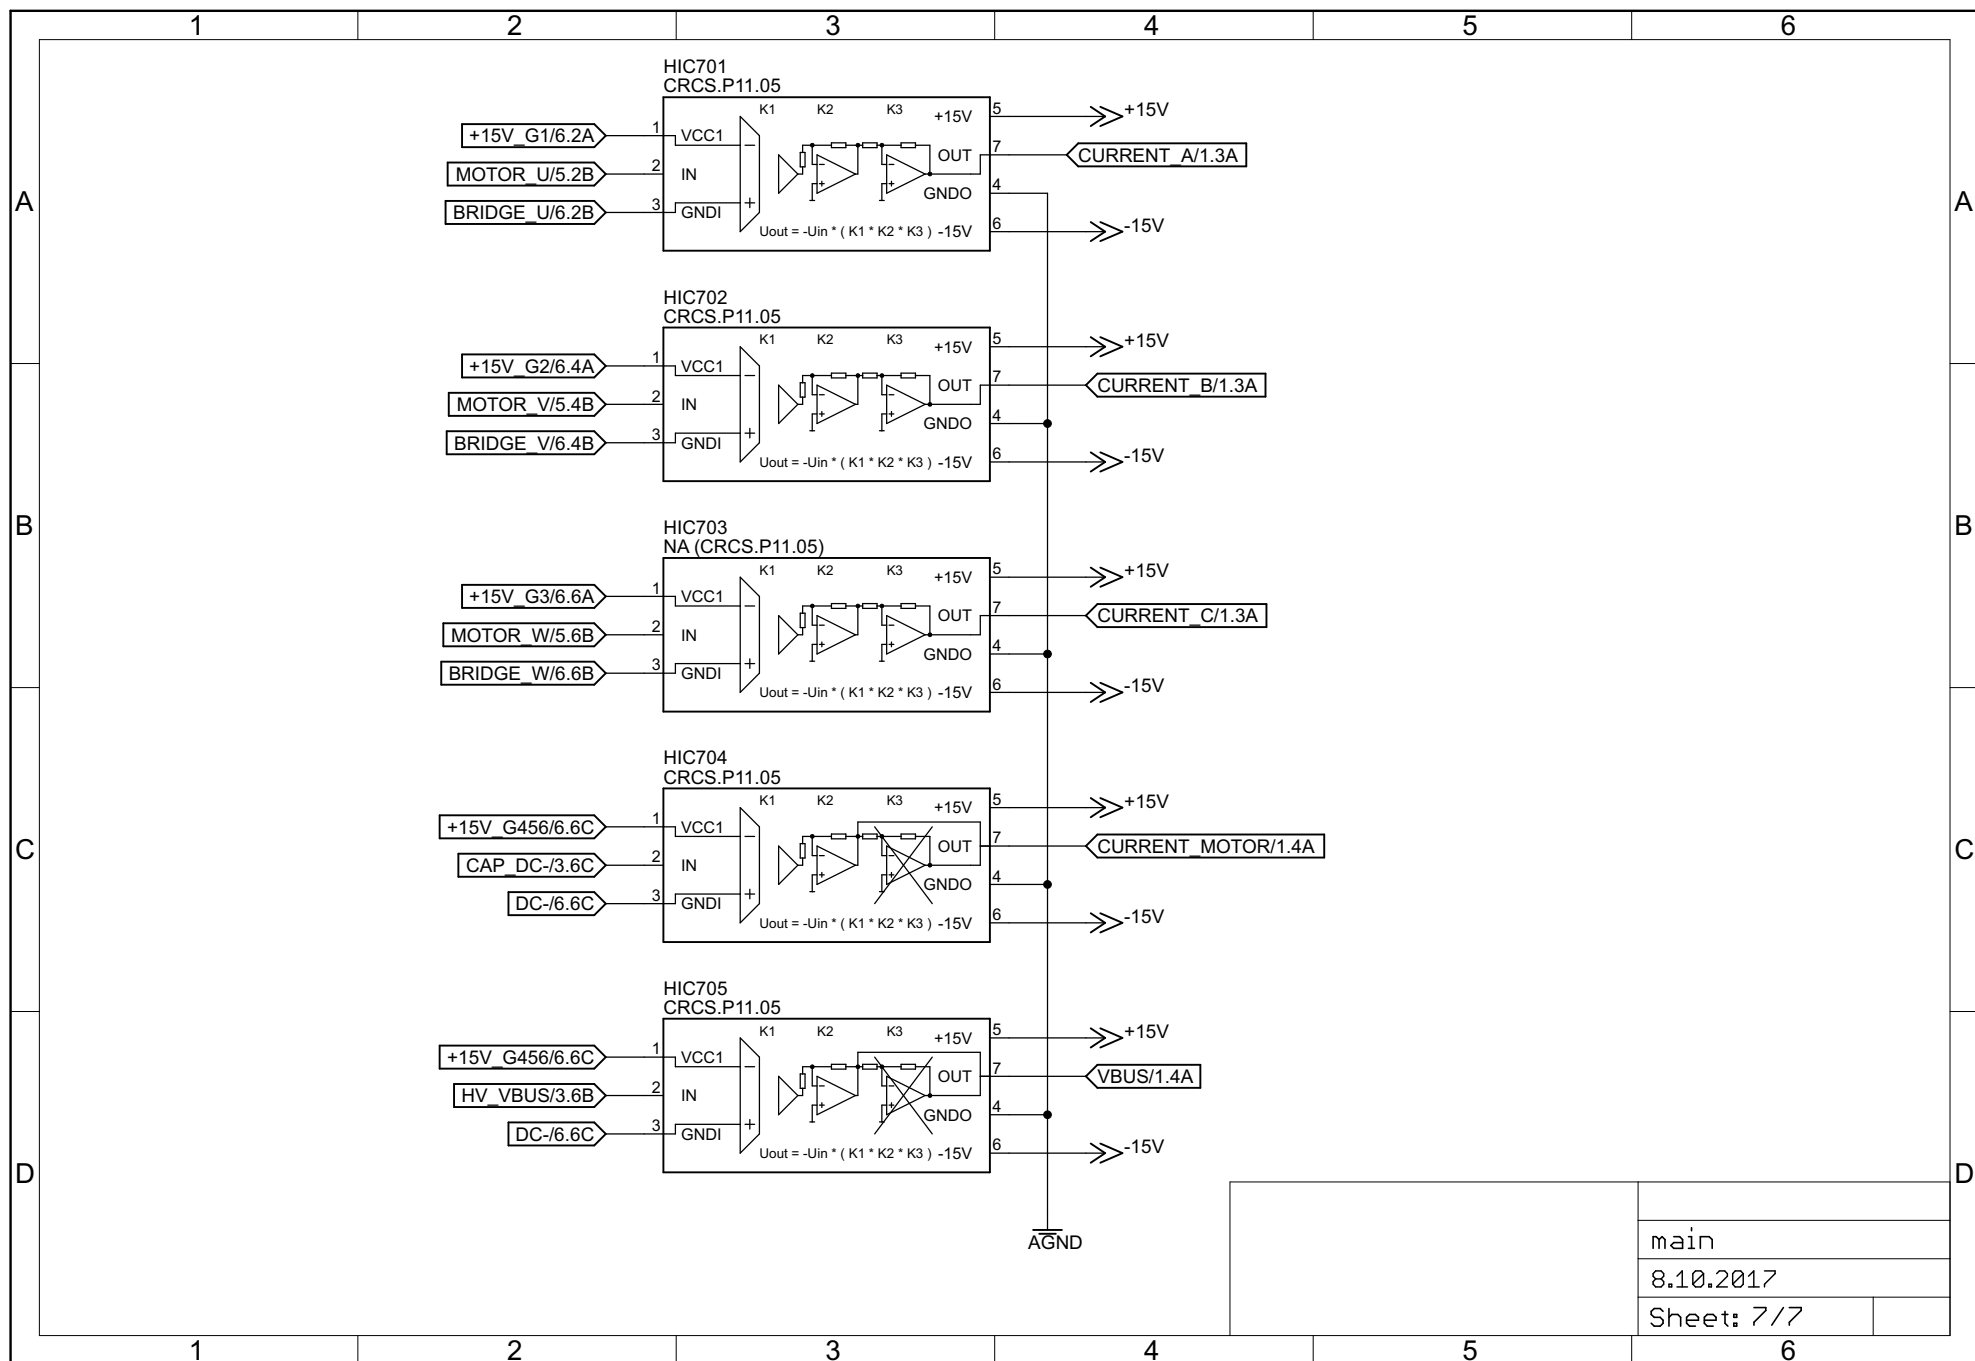 1 2 3 4 5 6
A A
B B
C C
D D
HIC701
CRCS.P11.05
K1 K2 K3
+15V_G1/6.2A 1 VCC1 +15V 5 +15V
MOTOR_U/5.2B 2 IN OUT 7 CURRENT_A/1.3A
BRIDGE_U/6.2B 3 GNDI GNDO 4
Uout = -Uin * ( K1 * K2 * K3 ) -15V 6 -15V
HIC702
CRCS.P11.05
K1 K2 K3
+15V_G2/6.4A 1 VCC1 +15V 5 +15V
MOTOR_V/5.4B 2 IN OUT 7 CURRENT_B/1.3A
BRIDGE_V/6.4B 3 GNDI GNDO 4
Uout = -Uin * ( K1 * K2 * K3 ) -15V 6 -15V
HIC703
NA (CRCS.P11.05)
K1 K2 K3
+15V_G3/6.6A 1 VCC1 +15V 5 +15V
MOTOR_W/5.6B 2 IN OUT 7 CURRENT_C/1.3A
BRIDGE_W/6.6B 3 GNDI GNDO 4
Uout = -Uin * ( K1 * K2 * K3 ) -15V 6 -15V
HIC704
CRCS.P11.05
K1 K2 K3
+15V_G456/6.6C 1 VCC1 +15V 5 +15V
CAP_DC-/3.6C 2 IN OUT 7 CURRENT_MOTOR/1.4A
DC-/6.6C 3 GNDI GNDO 4
Uout = -Uin * ( K1 * K2 * K3 ) -15V 6 -15V
HIC705
CRCS.P11.05
K1 K2 K3
+15V_G456/6.6C 1 VCC1 +15V 5 +15V
HV_VBUS/3.6B 2 IN OUT 7 VBUS/1.4A
DC-/6.6C 3 GNDI GNDO 4
Uout = -Uin * ( K1 * K2 * K3 ) -15V 6 -15V
AGND
main
8.10.2017
Sheet: 7/7
1 2 3 4 5 6